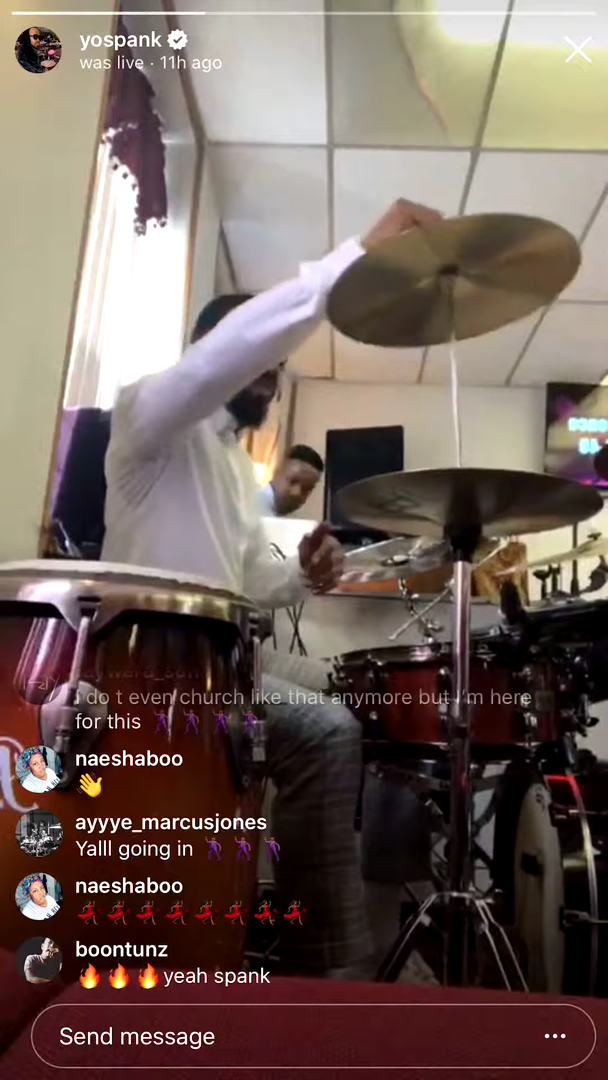 yospank
was live · 11h ago
I do t even church like that anymore but I'm here
for this 🕺🕺🕺🕺
naeshaboo
👋
ayyye_marcusjones
Yalll going in 🕺🕺🕺
naeshaboo
💃💃💃💃💃💃💃💃
boontunz
🔥🔥🔥yeah spank
Send message